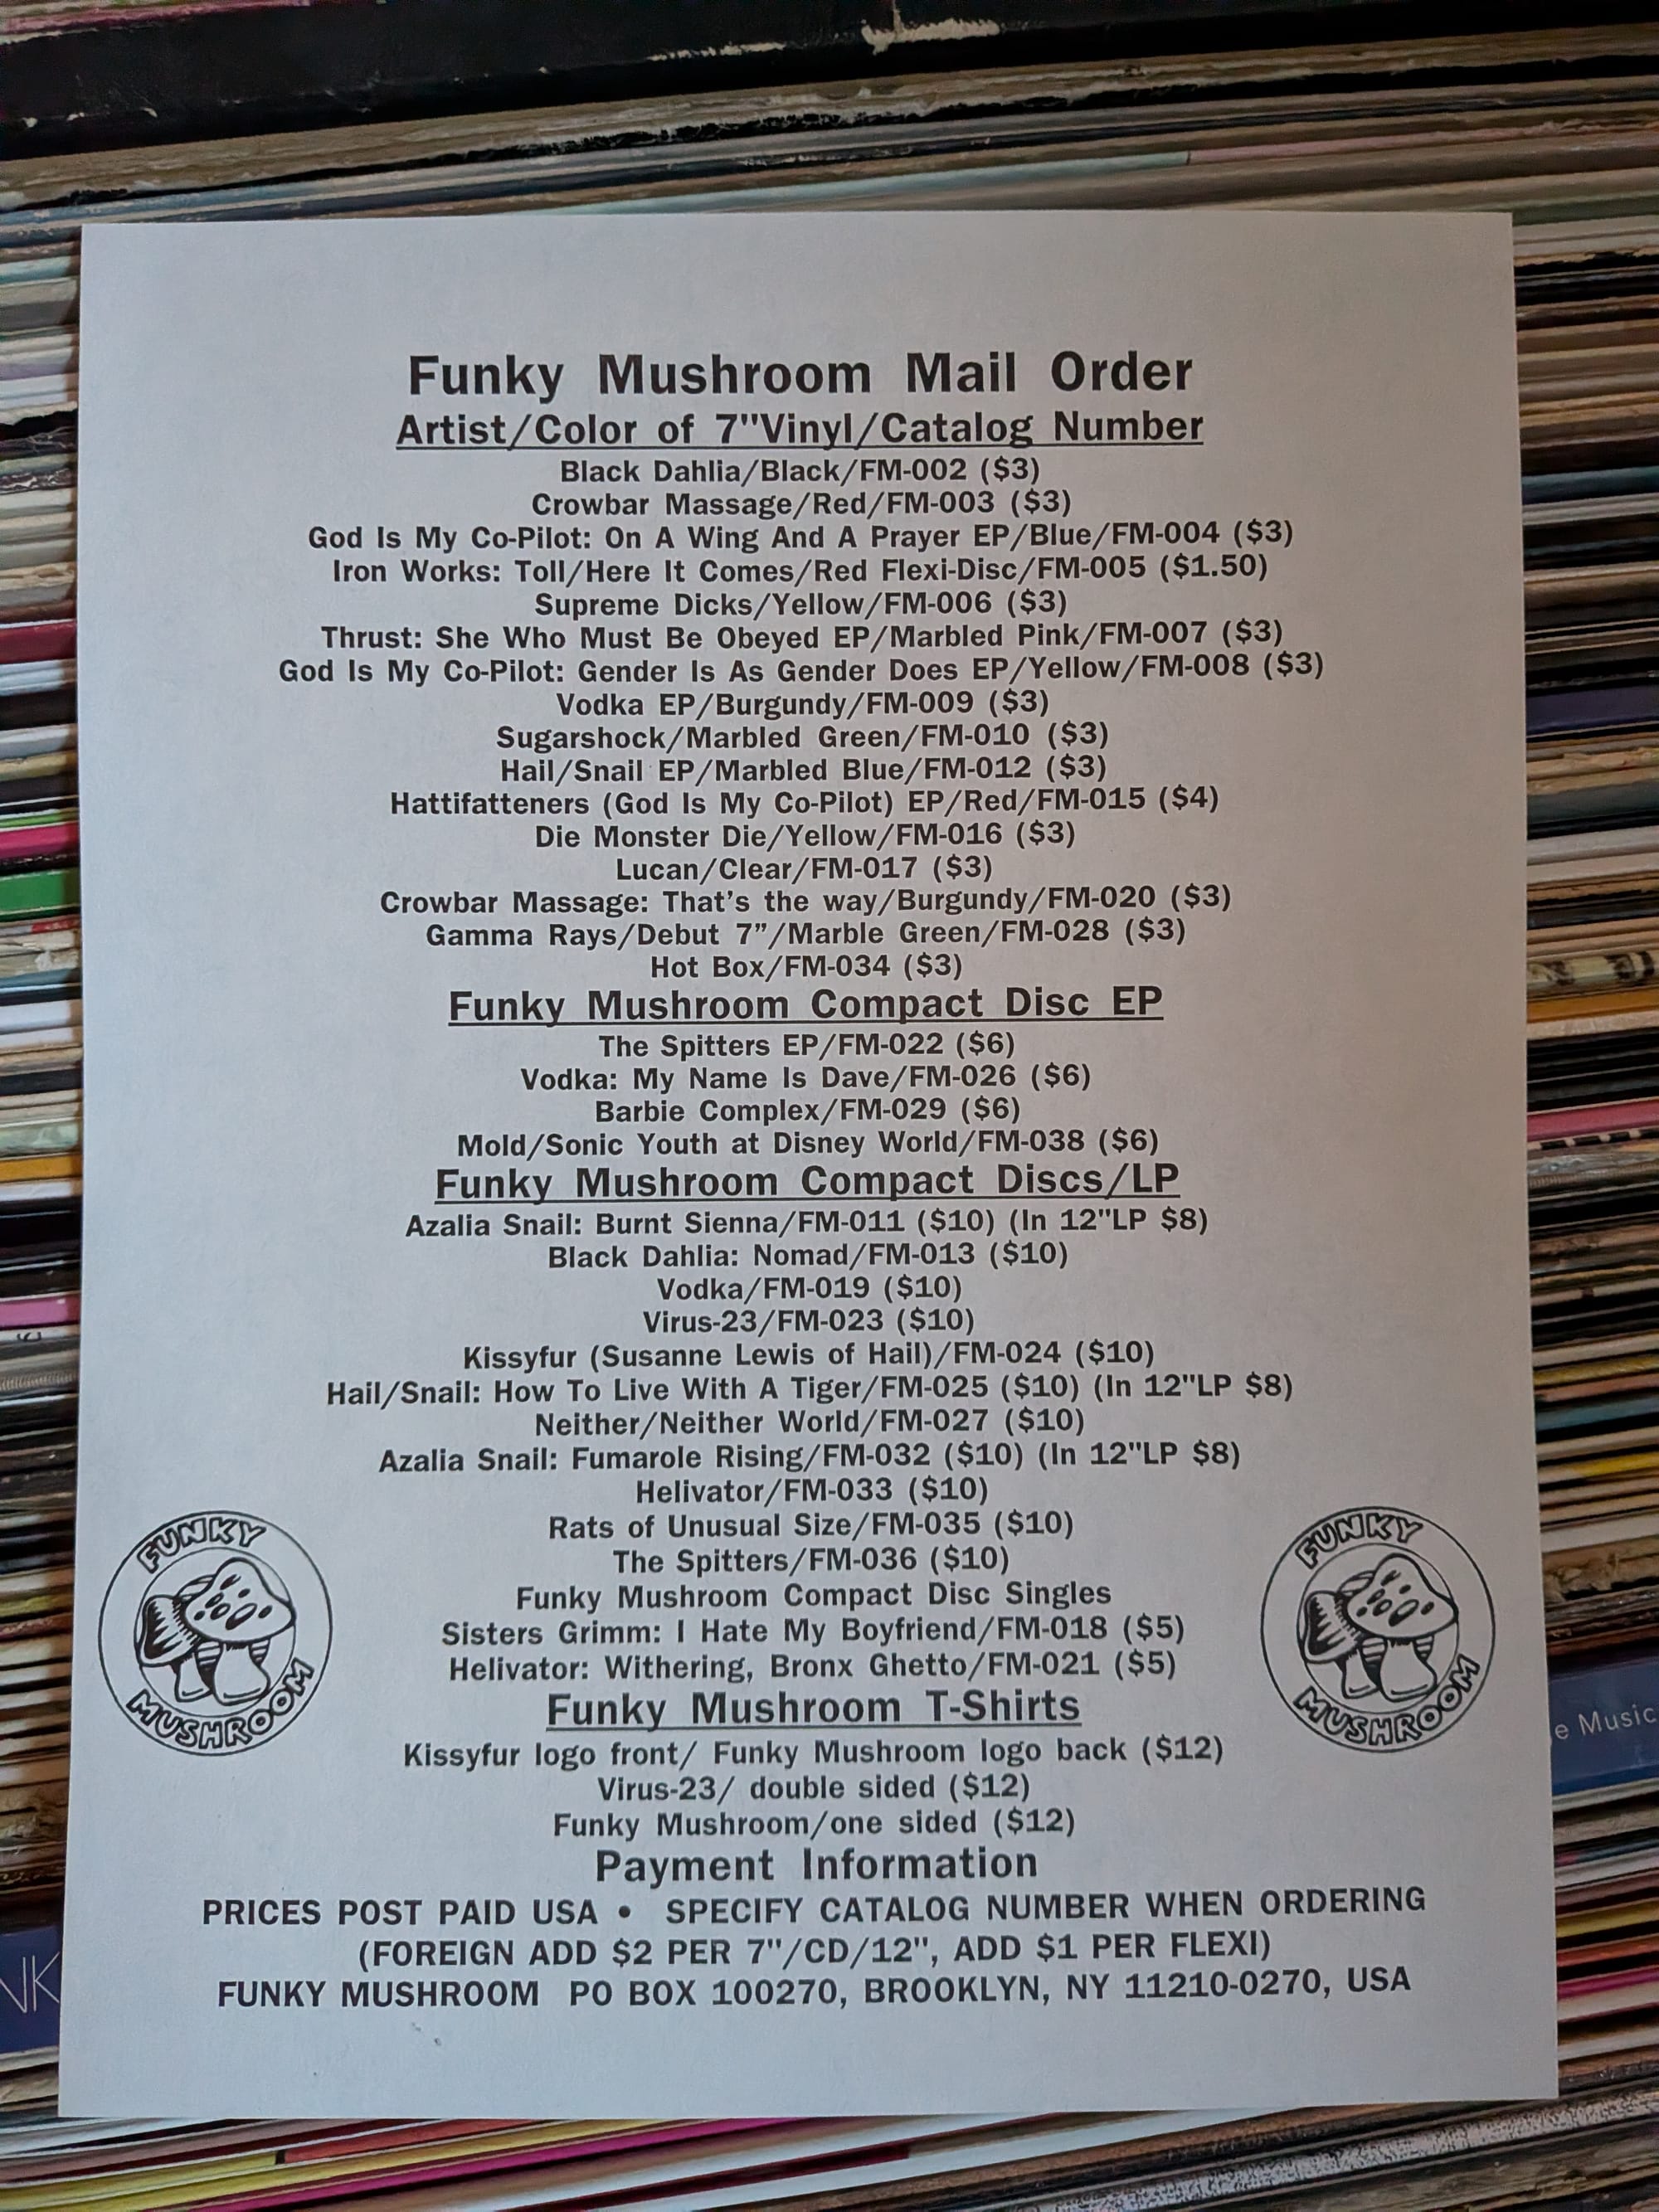 Funky Mushroom Mail Order
Artist/Color of 7"Vinyl/Catalog Number
Black Dahlia/Black/FM-002 ($3)
Crowbar Massage/Red/FM-003 ($3)
God Is My Co-Pilot: On A Wing And A Prayer EP/Blue/FM-004 ($3)
Iron Works: Toll/Here It Comes/Red Flexi-Disc/FM-005 ($1.50)
Supreme Dicks/Yellow/FM-006 ($3)
Thrust: She Who Must Be Obeyed EP/Marbled Pink/FM-007 ($3)
God Is My Co-Pilot: Gender Is As Gender Does EP/Yellow/FM-008 ($3)
Vodka EP/Burgundy/FM-009 ($3)
Sugarshock/Marbled Green/FM-010 ($3)
Hail/Snail EP/Marbled Blue/FM-012 ($3)
Hattifatteners (God Is My Co-Pilot) EP/Red/FM-015 ($4)
Die Monster Die/Yellow/FM-016 ($3)
Lucan/Clear/FM-017 ($3)
Crowbar Massage: That's the way/Burgundy/FM-020 ($3)
Gamma Rays/Debut 7”/Marble Green/FM-028 ($3)
Hot Box/FM-034 ($3)
Funky Mushroom Compact Disc EP
The Spitters EP/FM-022 ($6)
Vodka: My Name Is Dave/FM-026 ($6)
Barbie Complex/FM-029 ($6)
Mold/Sonic Youth at Disney World/FM-038 ($6)
Funky Mushroom Compact Discs/LP
Azalia Snail: Burnt Sienna/FM-011 ($10) (In 12"LP $8)
Black Dahlia: Nomad/FM-013 ($10)
Vodka/FM-019 ($10)
Virus-23/FM-023 ($10)
Kissyfur (Susanne Lewis of Hail)/FM-024 ($10)
Hail/Snail: How To Live With A Tiger/FM-025 ($10) (In 12"LP $8)
Neither/Neither World/FM-027 ($10)
Azalia Snail: Fumarole Rising/FM-032 ($10) (In 12"LP $8)
Helivator/FM-033 ($10)
Rats of Unusual Size/FM-035 ($10)
The Spitters/FM-036 ($10)
Funky Mushroom Compact Disc Singles
Sisters Grimm: I Hate My Boyfriend/FM-018 ($5)
Helivator: Withering, Bronx Ghetto/FM-021 ($5)
Funky Mushroom T-Shirts
Kissyfur logo front/ Funky Mushroom logo back ($12)
Virus-23/ double sided ($12)
Funky Mushroom/one sided ($12)
Payment Information
PRICES POST PAID USA • SPECIFY CATALOG NUMBER WHEN ORDERING
(FOREIGN ADD $2 PER 7"/CD/12", ADD $1 PER FLEXI)
FUNKY MUSHROOM PO BOX 100270, BROOKLYN, NY 11210-0270, USA
FUNKY
MUSHROOM
FUNKY
MUSHROOM
e Music
NK